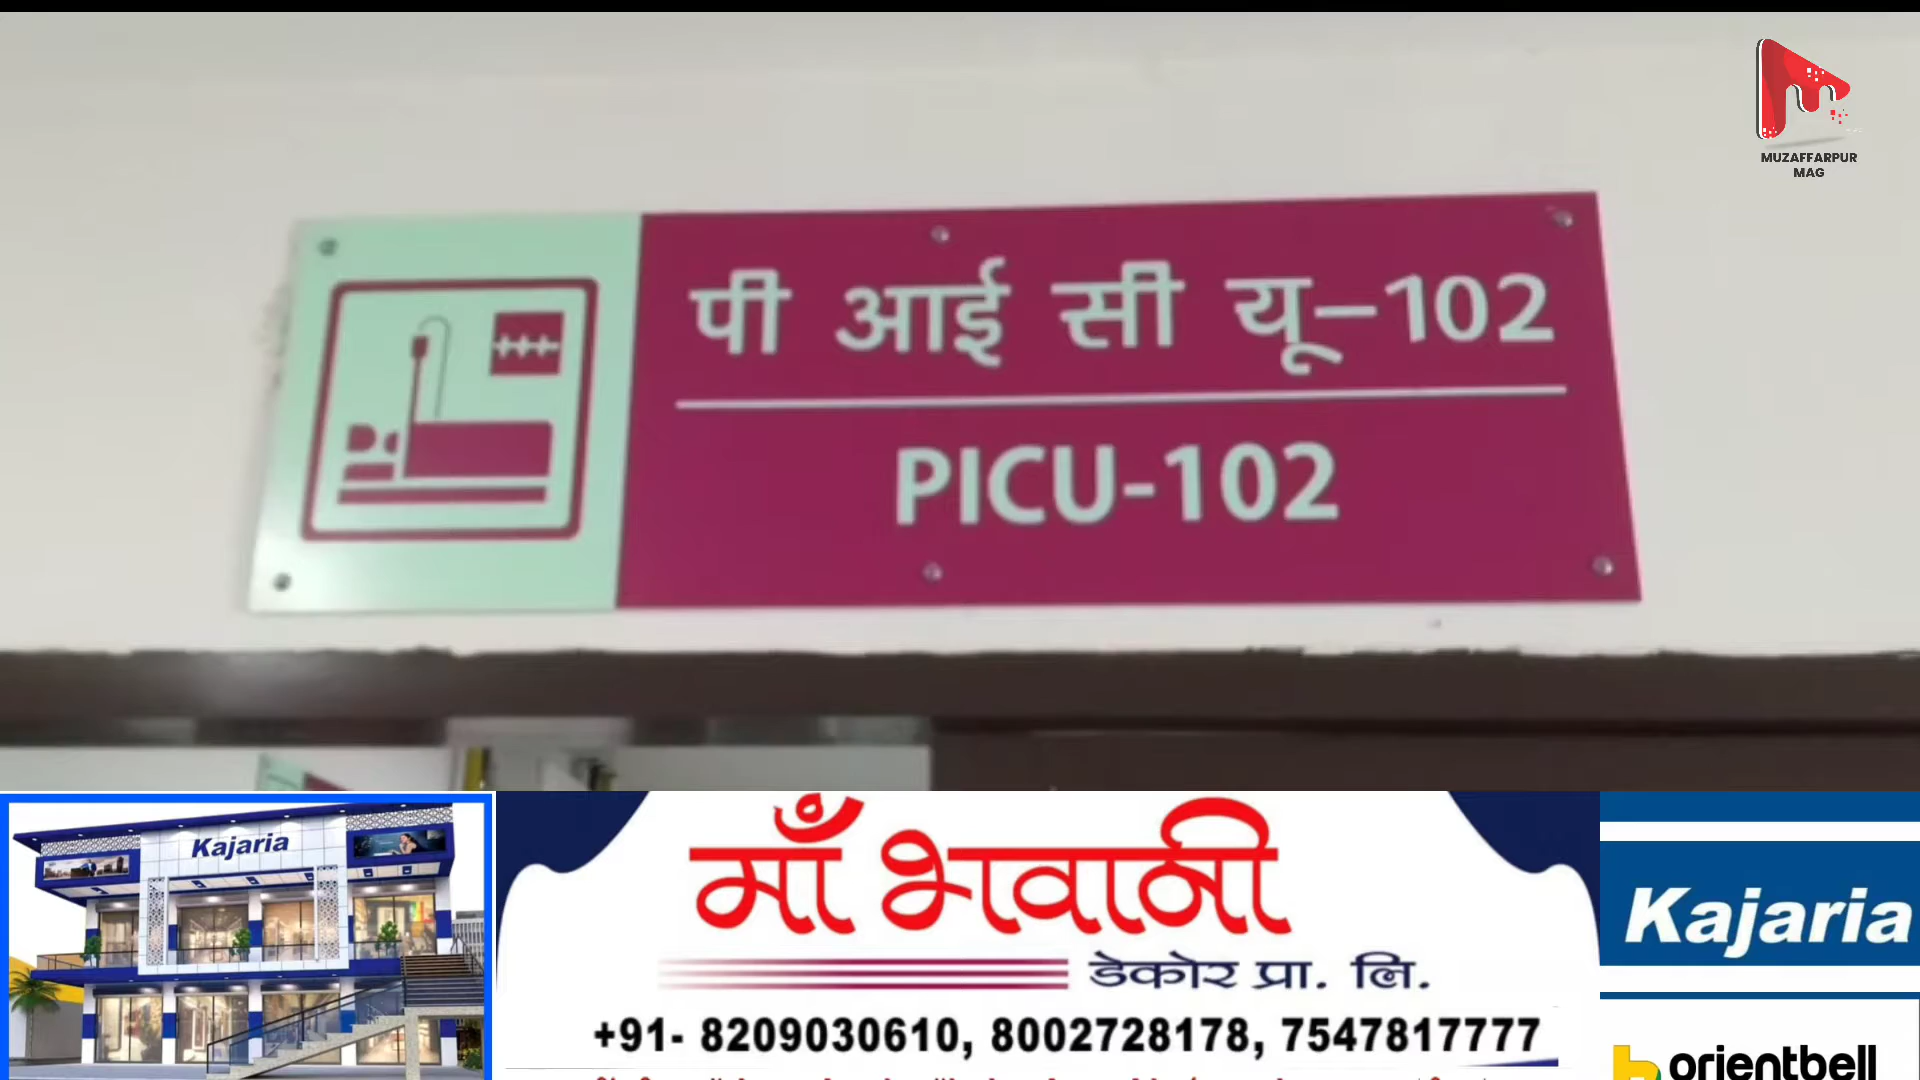 MUZAFFARPUR
MAG
पी आई सी यू-102
PICU-102
Kajaria
माँ भवानी
डेकोर प्रा. लि.
+91- 8209030610, 8002728178, 7547817777
Kajaria
orientbell